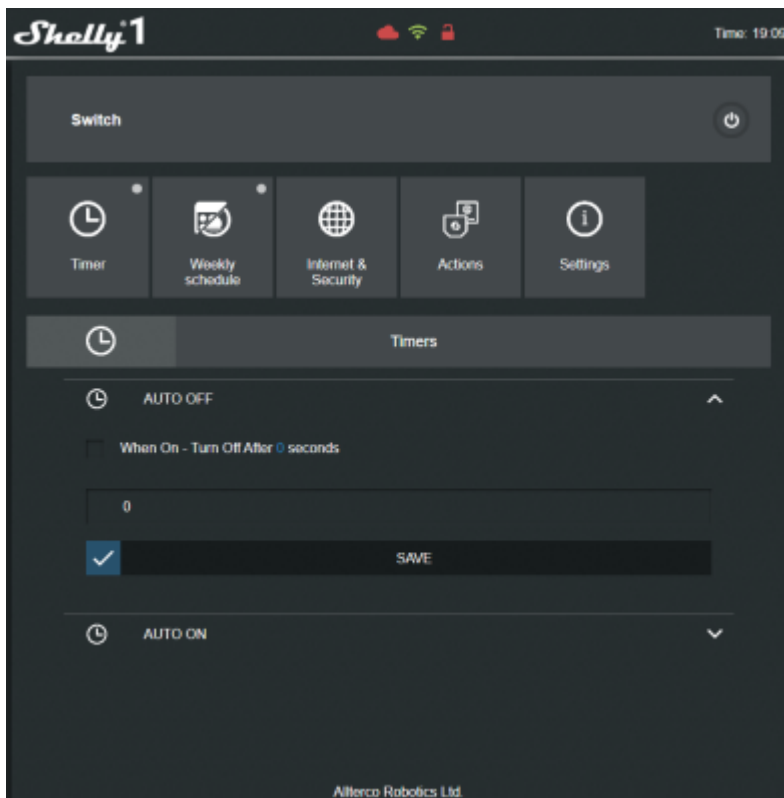 Shelly 1
Time: 19:09
Switch
Timer
Weekly schedule
Internet & Security
Actions
Settings
Timers
AUTO OFF
When On - Turn Off After 0 seconds
0
SAVE
AUTO ON
Allterco Robotics Ltd.